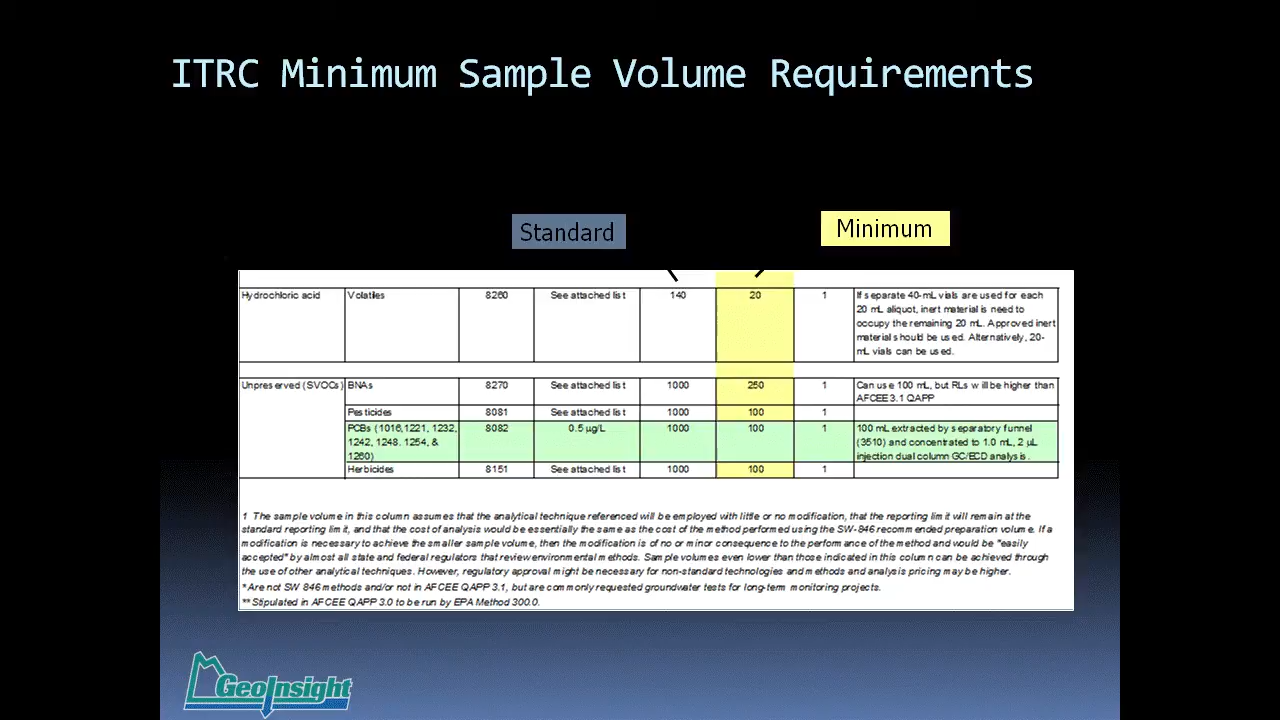 ITRC Minimum Sample Volume Requirements
Standard
Minimum
Hydrochloric acid Volatiles 8260 See attached list 140 20 1 If separate 40-mL vials are used for each
20 mL aliquot, inert material is need to
occupy the remaining 20 mL. Approved inert
material should be used. Alternatively, 20-
mL vials can be used.
Unpreserved (SVOCs) BNAs 8270 See attached list 1000 250 1 Can use 100 mL, but RLs will be higher than
AFCEE 3.1 QAPP
Pesticides 8081 See attached list 1000 100 1
PCBs (1016,1221, 1232, 8082 0.5 µg/L 1000 100 1 100 mL extracted by separatory funnel
1242, 1248. 1254, & (3510) and concentrated to 1.0 mL, 2 µL
1260) injection dual column GC/ECD analysis.
Herbicides 8151 See attached list 1000 100 1
1 The sample volume in this column assumes that the analytical technique referenced will be employed with little or no modification, that the reporting limit will remain at the
standard reporting limit, and that the cost of analysis would be essentially the same as the cost of the method performed using the SW-846 recommended preparation volume. If a
modification is necessary to achieve the smaller sample volume, then the modification is of no or minor consequence to the performance of the method and would be "easily
accepted" by almost all state and federal regulators that review environmental methods. Sample volumes even lower than those indicated in this column can be achieved through
the use of other analytical techniques. However, regulatory approval might be necessary for non-standard technologies and methods and analysis pricing may be higher.
* Are not SW 846 methods and/or not in AFCEE QAPP 3.1, but are commonly requested groundwater tests for long-term monitoring projects.
** Stipulated in AFCEE QAPP 3.0 to be run by EPA Method 300.0.
GeoInsight